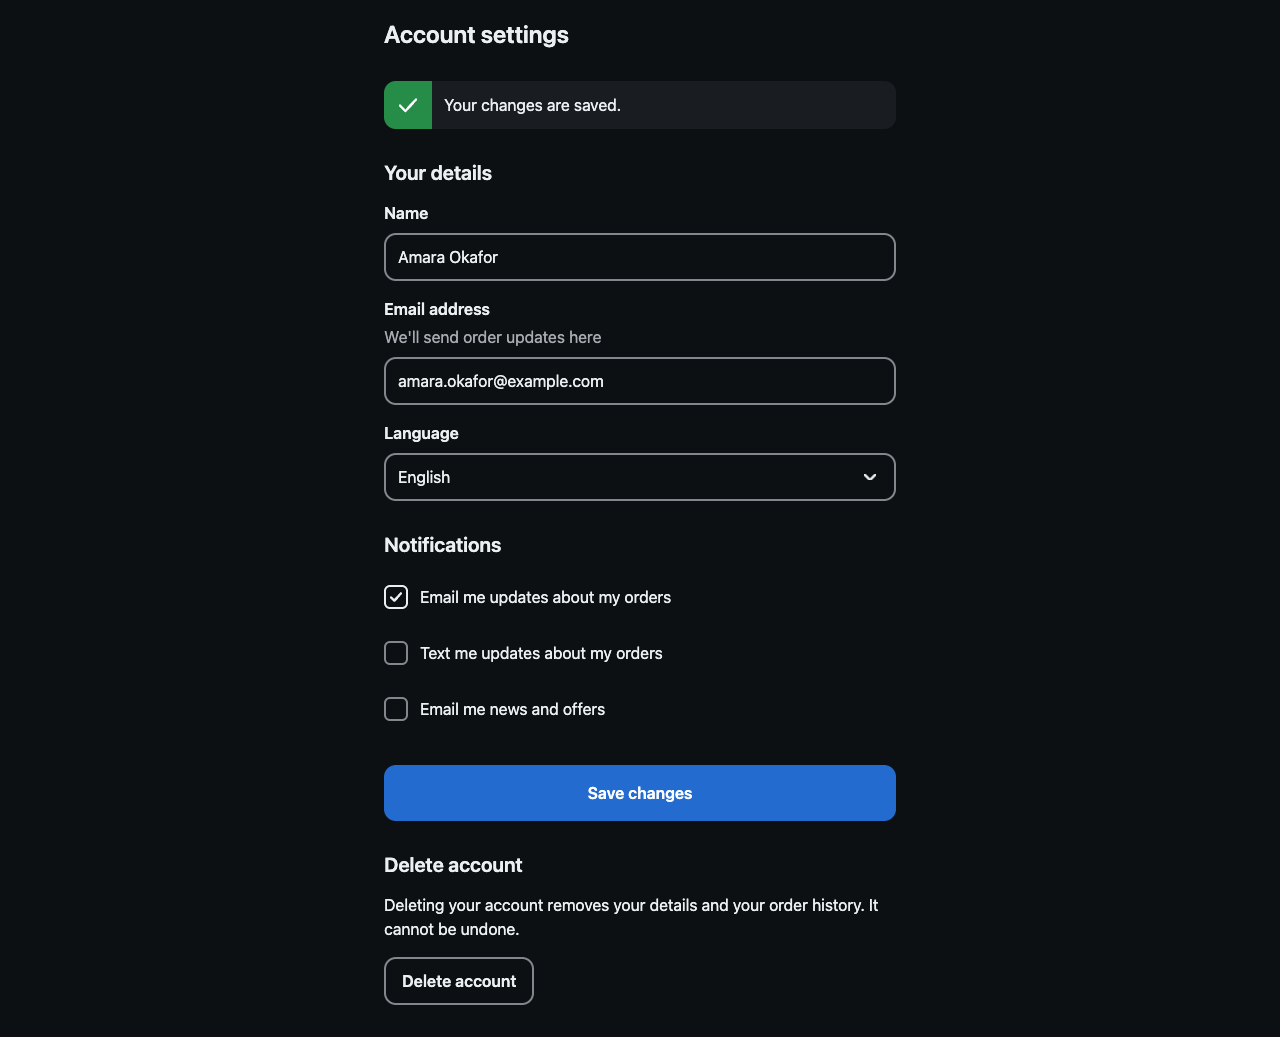 Account settings
Your changes are saved.
Your details
Name
Amara Okafor
Email address
We'll send order updates here
amara.okafor@example.com
Language
English
Notifications
Email me updates about my orders
Text me updates about my orders
Email me news and offers
Save changes
Delete account
Deleting your account removes your details and your order history. It
cannot be undone.
Delete account